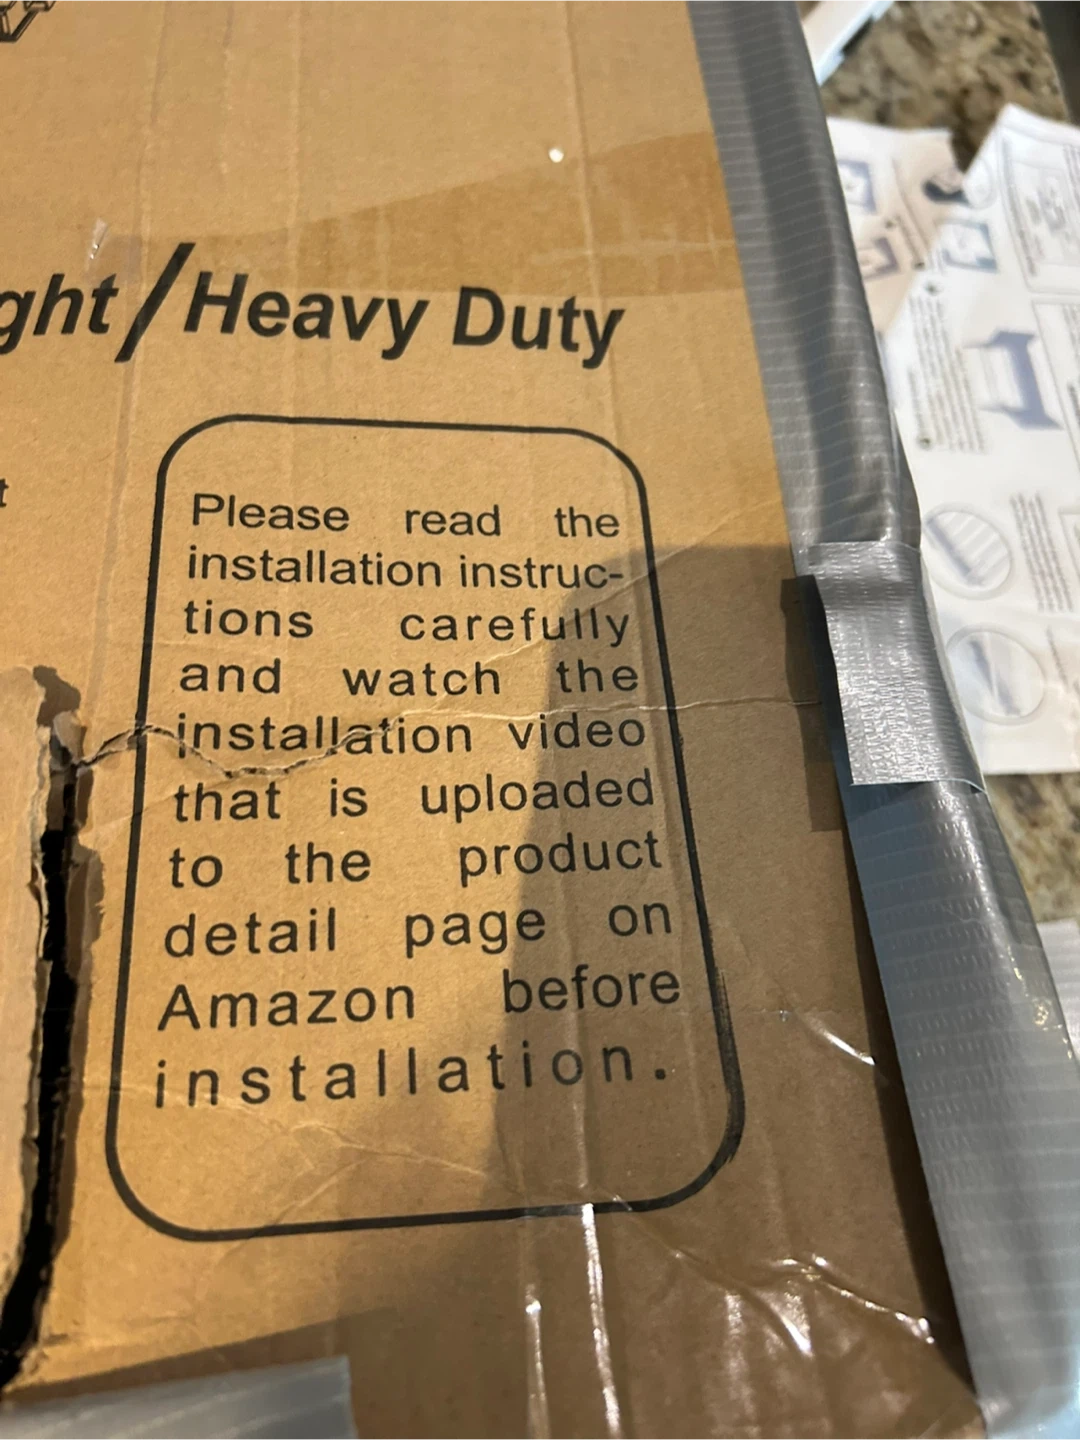 ght/Heavy Duty
t
Please read the
installation instruc-
tions carefully
and watch the
installation video
that is uploaded
to the product
detail page on
Amazon before
installation.